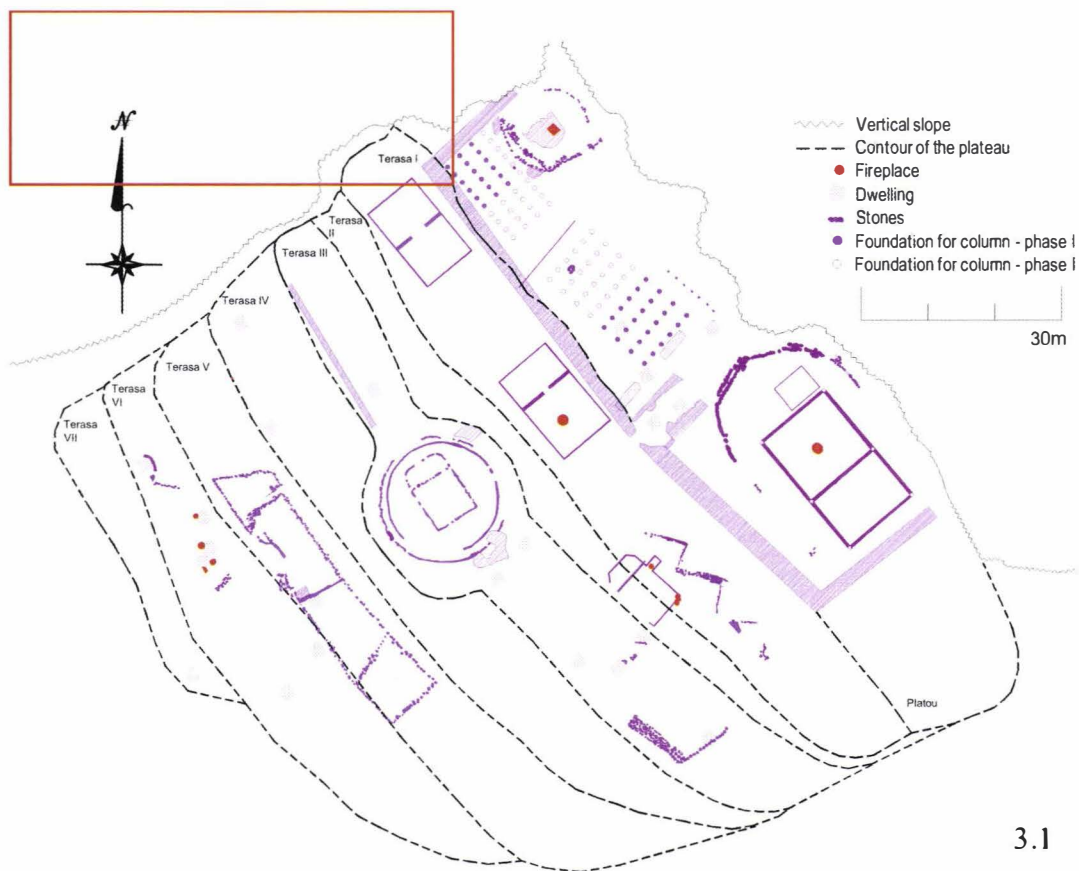 N
Terasa I
Terasa
II
Terasa III
Terasa IV
Terasa V
Terasa
VI
Terasa
VII
Vertical slope
Contour of the plateau
Fireplace
Dwelling
Stones
Foundation for column - phase I
Foundation for column - phase I
30m
Platou
3.1